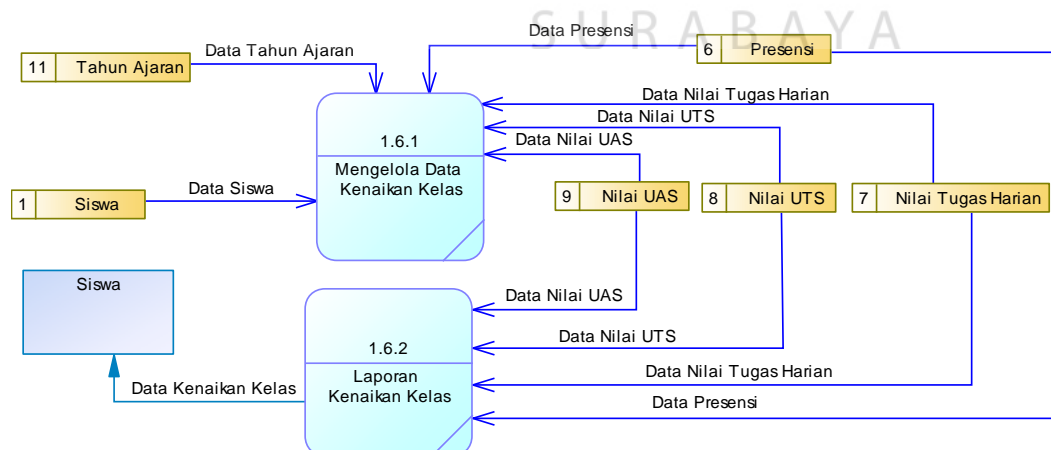 SURABAYA
Data Presensi
6 Presensi
Data Tahun Ajaran
11 Tahun Ajaran
Data Nilai Tugas Harian
Data Nilai UTS
Data Nilai UAS
1.6.1
Mengelola Data
Kenaikan Kelas
Data Siswa
1 Siswa
9 Nilai UAS
8 Nilai UTS
7 Nilai Tugas Harian
Siswa
Data Nilai UAS
Data Nilai UTS
1.6.2
Laporan
Kenaikan Kelas
Data Nilai Tugas Harian
Data Kenaikan Kelas
Data Presensi